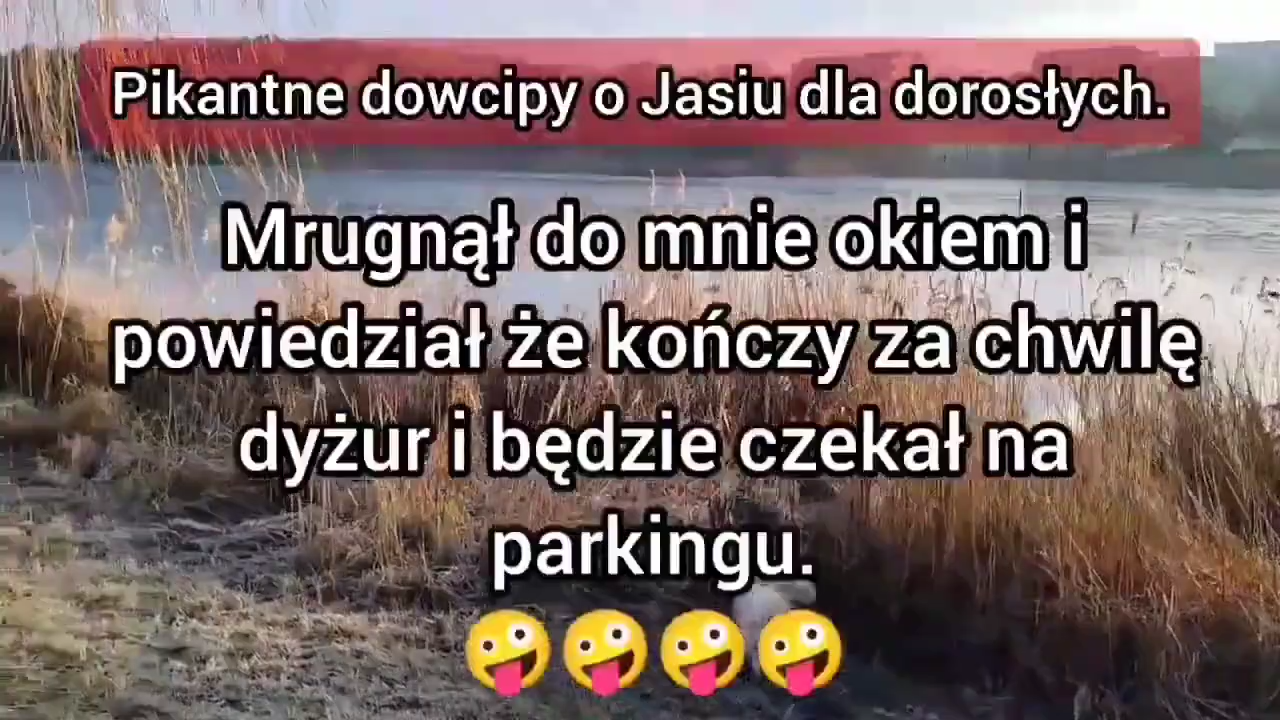 Pikantne dowcipy o Jasiu dla dorosłych.
Mrugnął do mnie okiem i
powiedział że kończy za chwilę
dyżur i będzie czekał na
parkingu.
🤪🤪🤪🤪